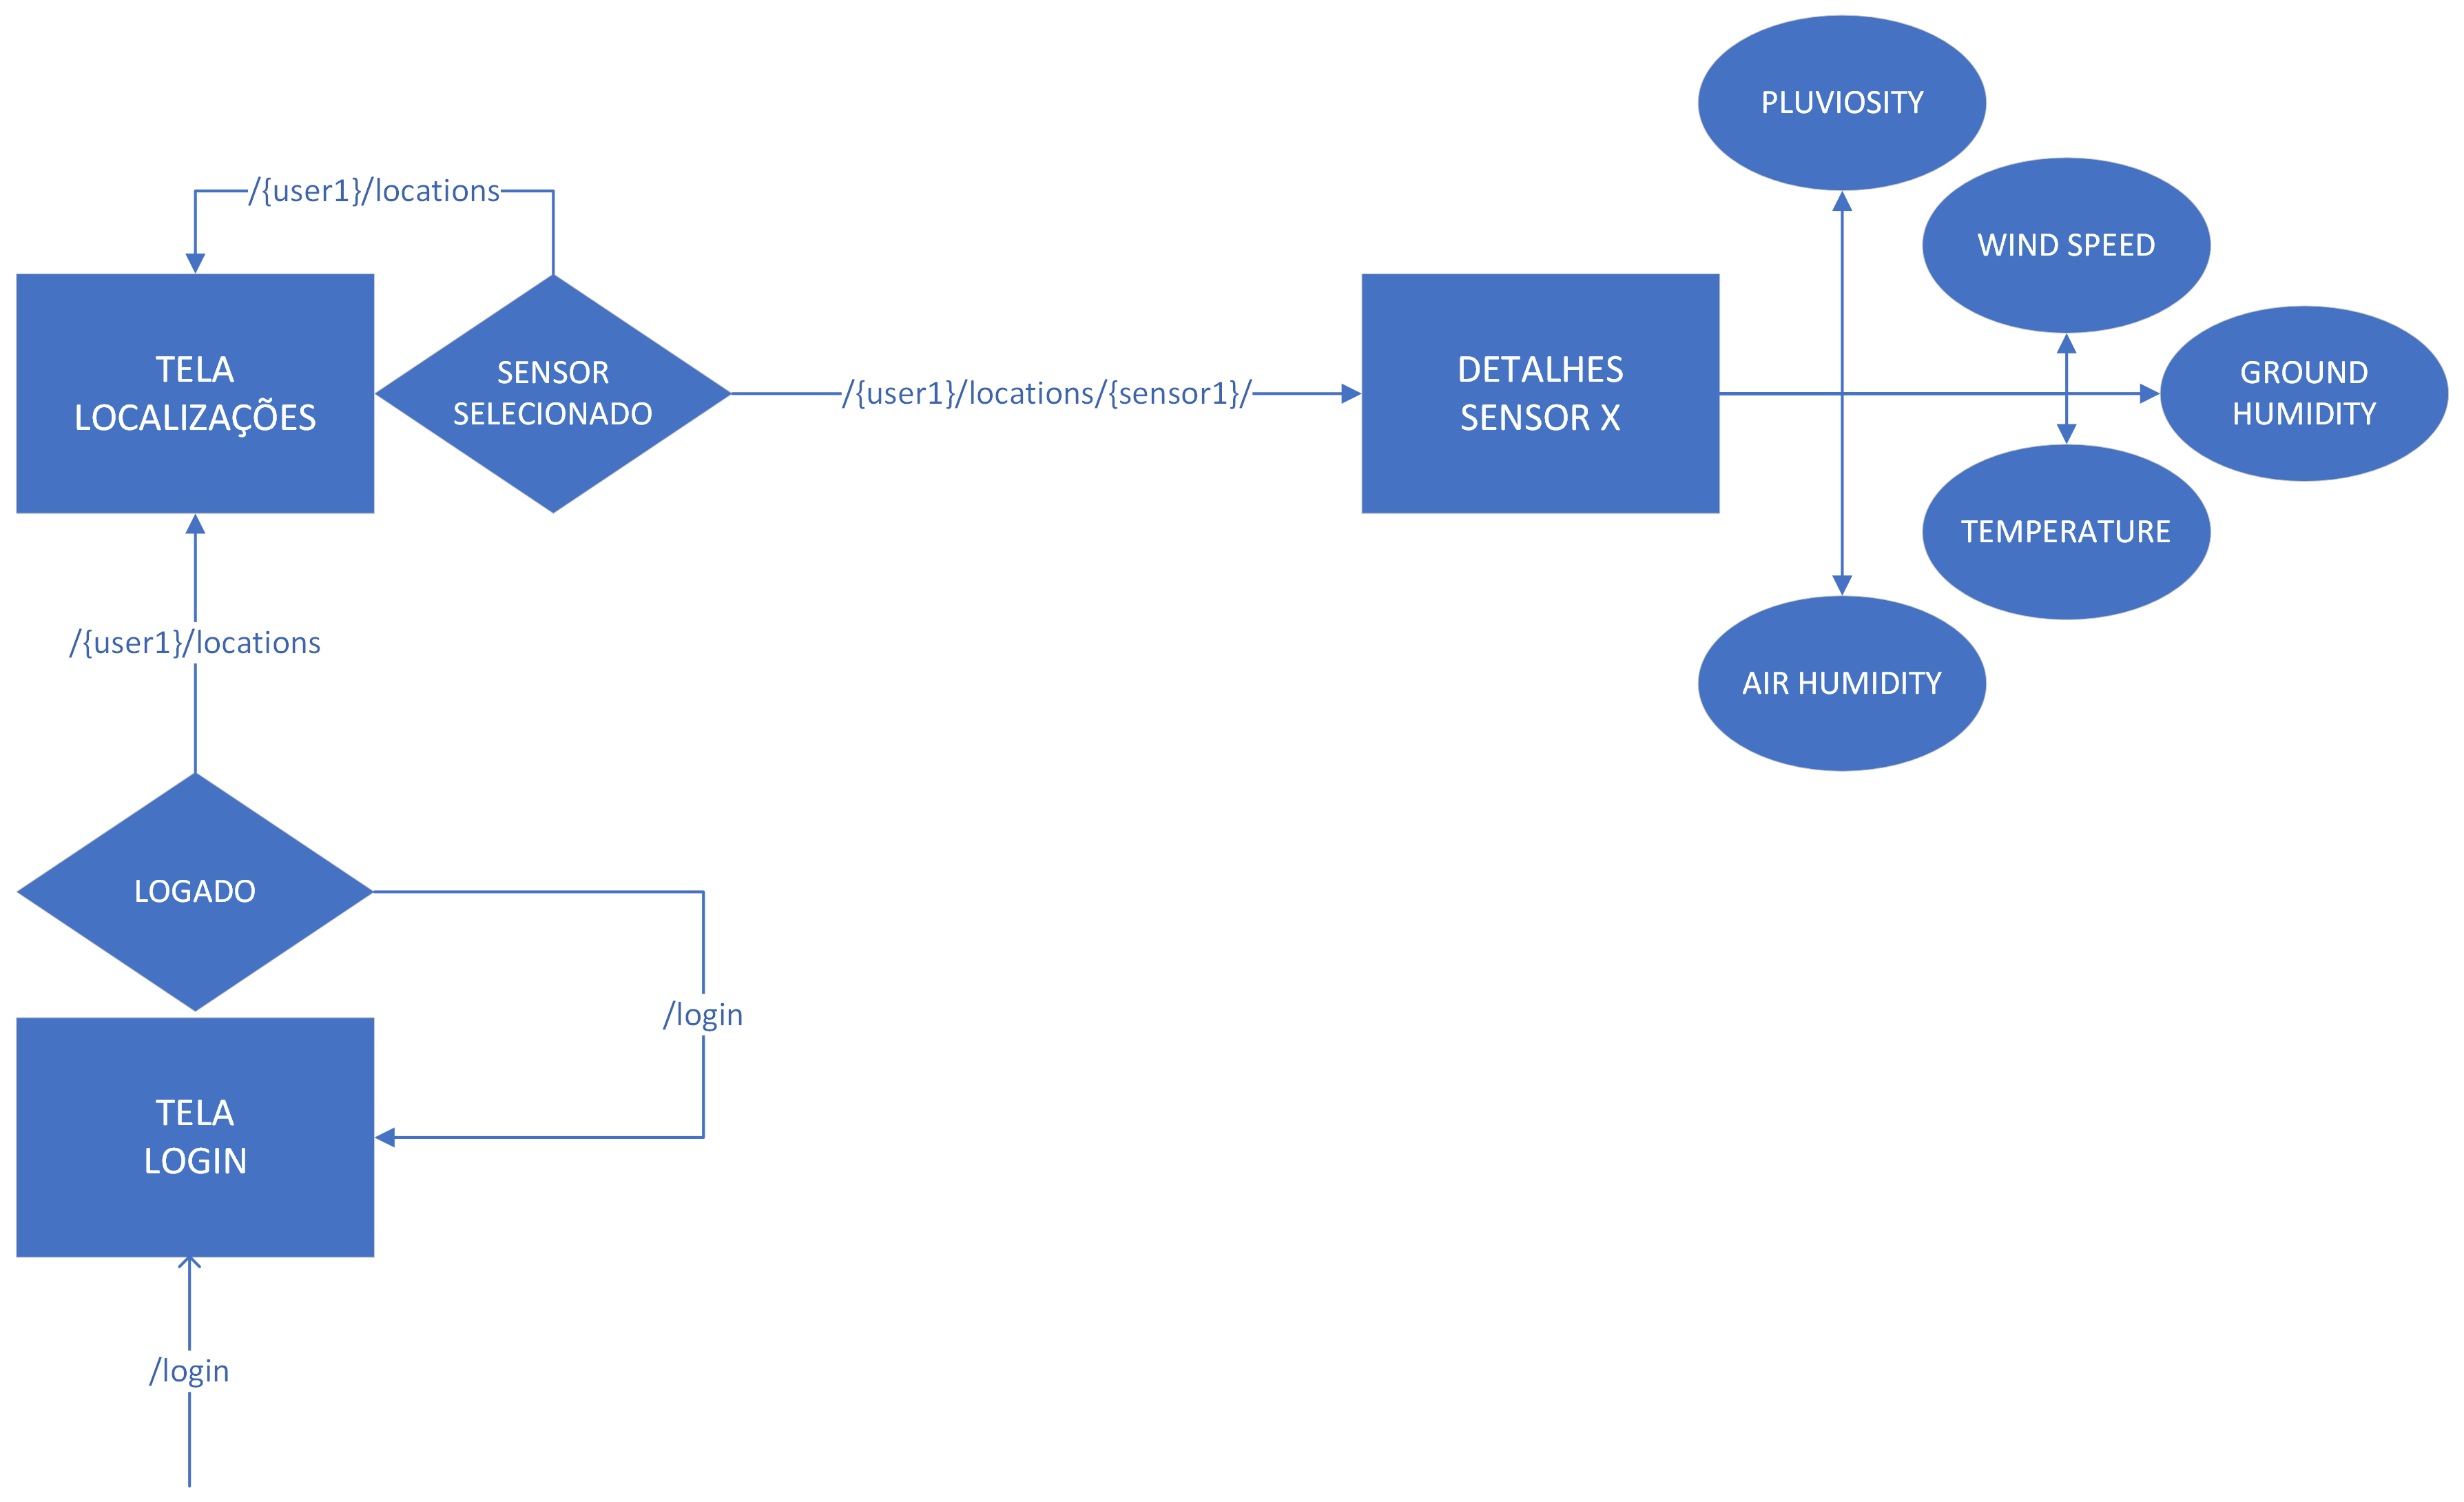 PLUVIOSITY
/{user1}/locations
WIND SPEED
TELA
LOCALIZAÇÕES
SENSOR
SELECIONADO
/{user1}/locations/{sensor1}/
DETALHES
SENSOR X
GROUND
HUMIDITY
TEMPERATURE
/{user1}/locations
AIR HUMIDITY
LOGADO
/login
TELA
LOGIN
/login